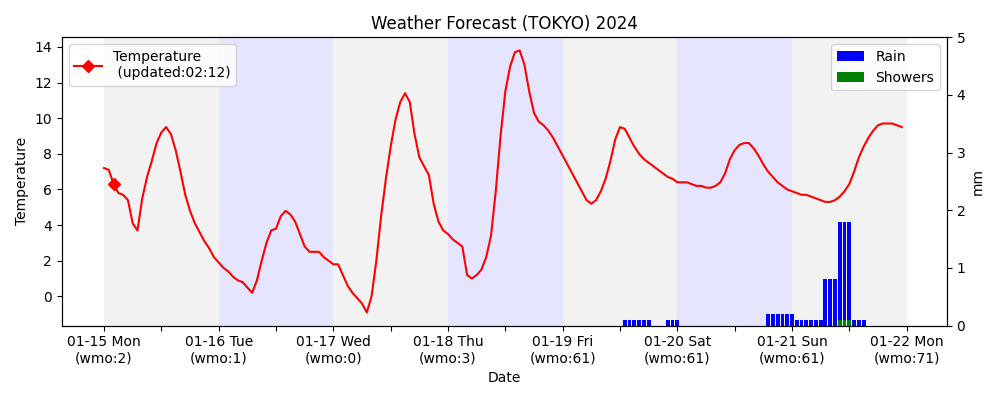 Weather Forecast (TOKYO) 2024
Temperature
(updated:02:12)
Rain
Showers
14
12
10
8
6
4
2
0
Temperature
5
4
3
2
1
0
mm
01-15 Mon 01-16 Tue 01-17 Wed 01-18 Thu 01-19 Fri 01-20 Sat 01-21 Sun 01-22 Mon
(wmo:2) (wmo:1) (wmo:0) (wmo:3) (wmo:61) (wmo:61) (wmo:61) (wmo:71)
Date